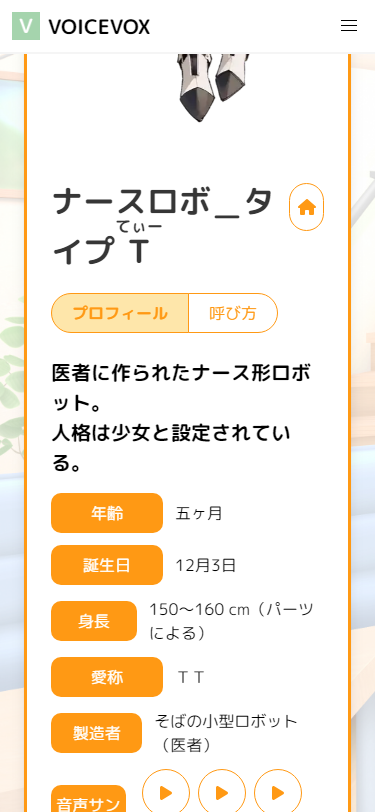 V VOICEVOX
ナースロボ＿タ
てぃー
イプT
プロフィール 呼び方
医者に作られたナース形ロボ
ット。
人格は少女と設定されてい
る。
年齢 五ヶ月
誕生日 12月3日
身長 150〜160 cm（パーツ
による）
愛称 ＴＴ
製造者 そばの小型ロボット
（医者）
音声サン